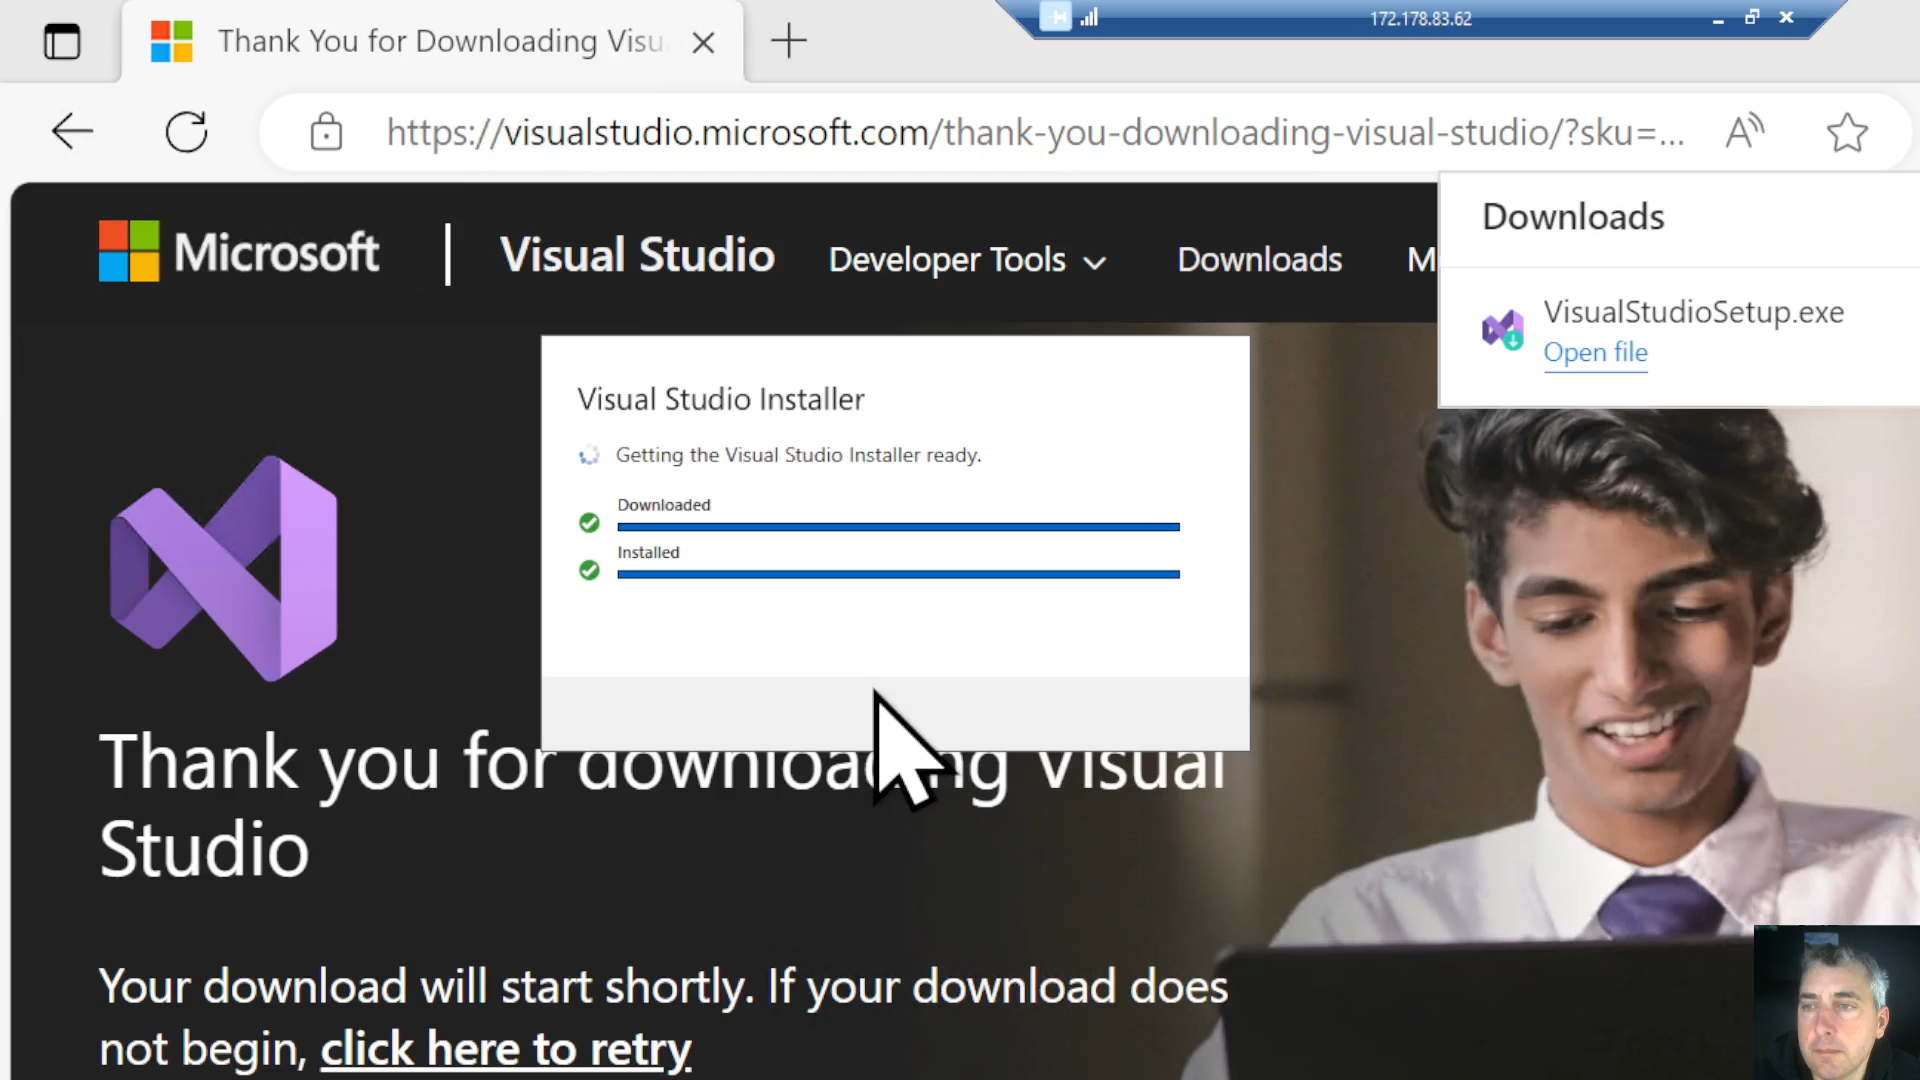 Thank You for Downloading Visu
172.178.83.62
https://visualstudio.microsoft.com/thank-you-downloading-visual-studio/?sku=...
Microsoft
Visual Studio
Developer Tools
Downloads
M
Downloads
VisualStudioSetup.exe
Open file
Visual Studio Installer
Getting the Visual Studio Installer ready.
Downloaded
Installed
Thank you for downloading Visual
Studio
Your download will start shortly. If your download does
not begin, click here to retry